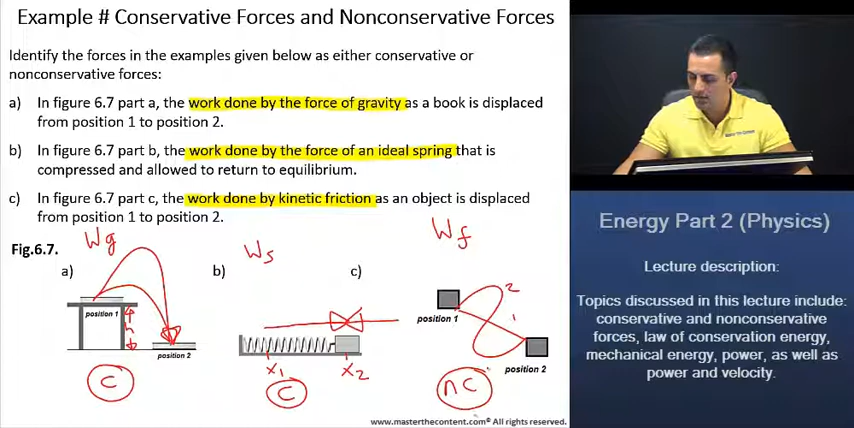 Example # Conservative Forces and Nonconservative Forces
Identify the forces in the examples given below as either conservative or
nonconservative forces:
a) In figure 6.7 part a, the work done by the force of gravity as a book is displaced
from position 1 to position 2.
b) In figure 6.7 part b, the work done by the force of an ideal spring that is
compressed and allowed to return to equilibrium.
c) In figure 6.7 part c, the work done by kinetic friction as an object is displaced
from position 1 to position 2.
Fig.6.7.
Wg
Ws
Wf
a)
b)
c)
position 1
h
position 2
C
x1
x2
C
position 1
2
1
position 2
nC
www.masterthecontent.com© All rights reserved.
Energy Part 2 (Physics)
Lecture description:
Topics discussed in this lecture include:
conservative and nonconservative
forces, law of conservation energy,
mechanical energy, power, as well as
power and velocity.